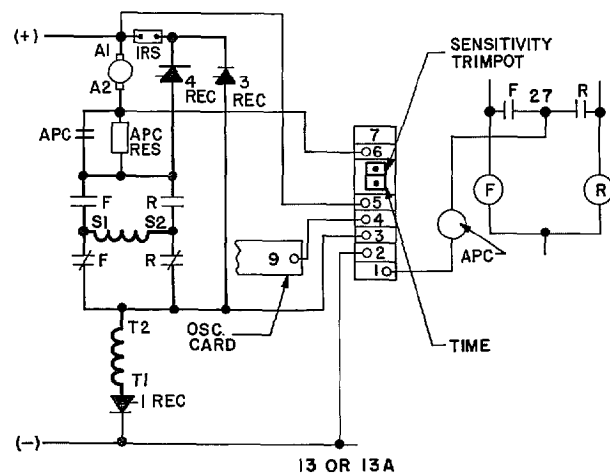 (+)
A1
IRS
A2
4
REC
3
REC
SENSITIVITY
TRIMPOT
F 27 R
APC
APC
RES
7
6
5
4
3
2
1
F R
S1 S2
F R
F R
APC
9
OSC.
CARD
TIME
T2
T1
1 REC
(-)
13 OR 13A